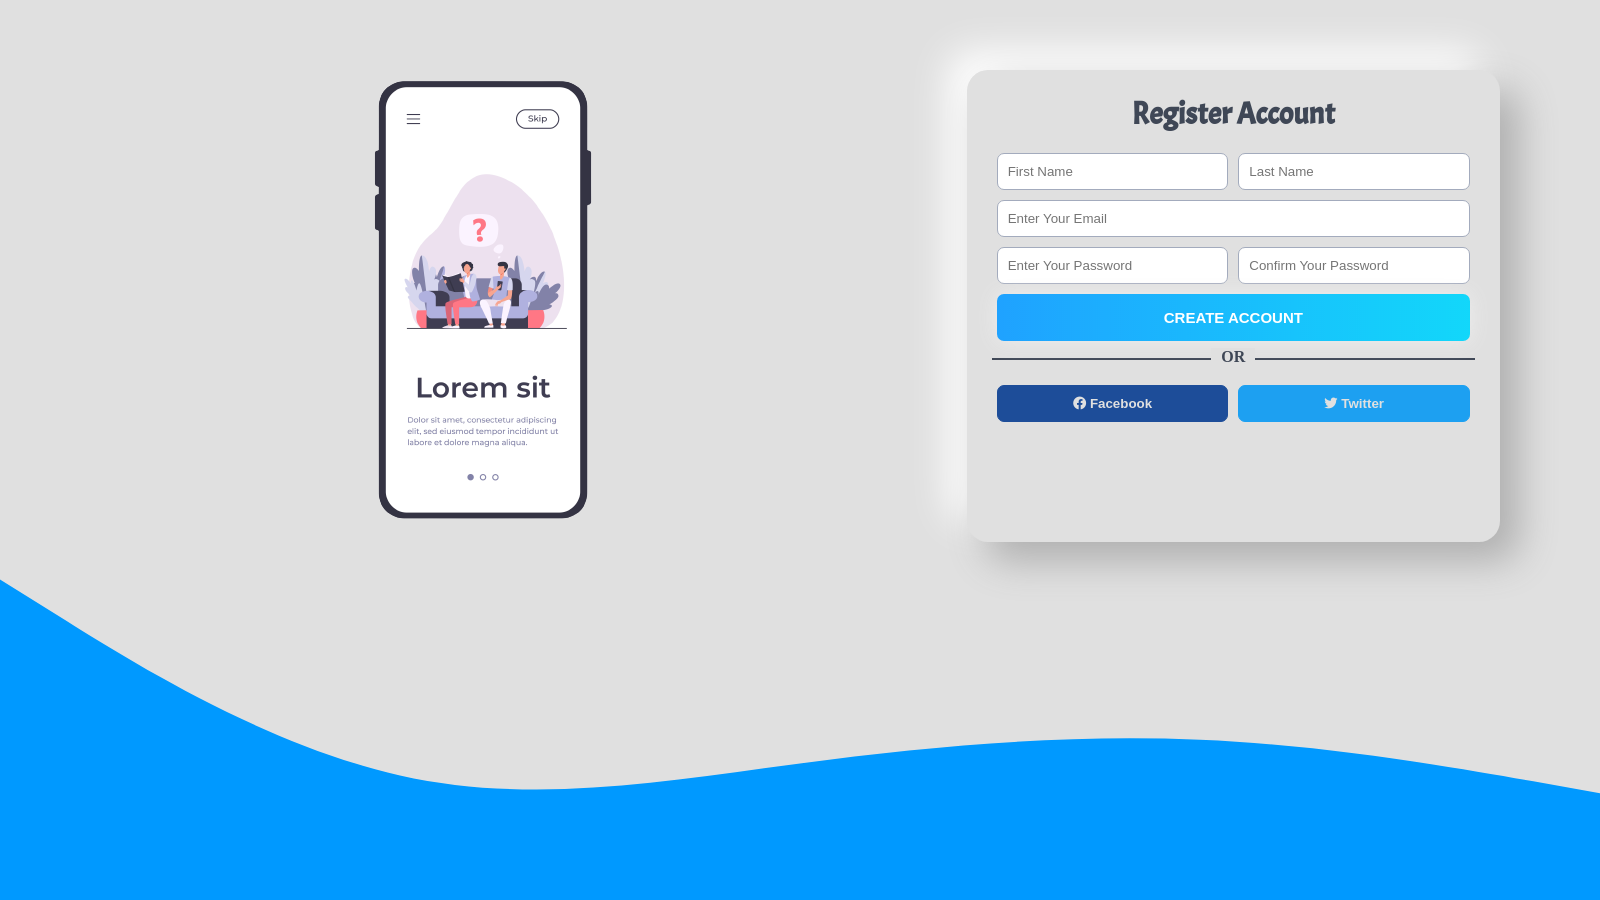 Skip
?
Lorem sit
Dolor sit amet, consectetur adipiscing
elit, sed eiusmod tempor incididunt ut
labore et dolore magna aliqua.
Register Account
First Name
Last Name
Enter Your Email
Enter Your Password
Confirm Your Password
CREATE ACCOUNT
OR
Facebook
Twitter